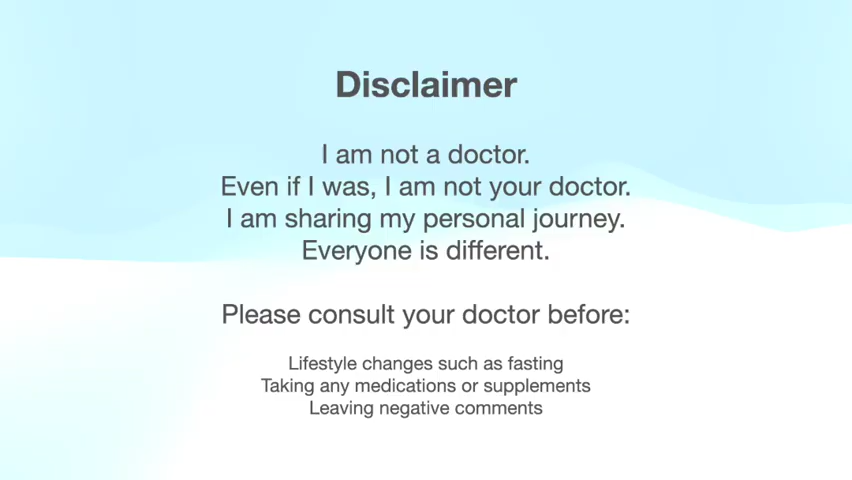 Disclaimer
I am not a doctor.
Even if I was, I am not your doctor.
I am sharing my personal journey.
Everyone is different.
Please consult your doctor before:
Lifestyle changes such as fasting
Taking any medications or supplements
Leaving negative comments